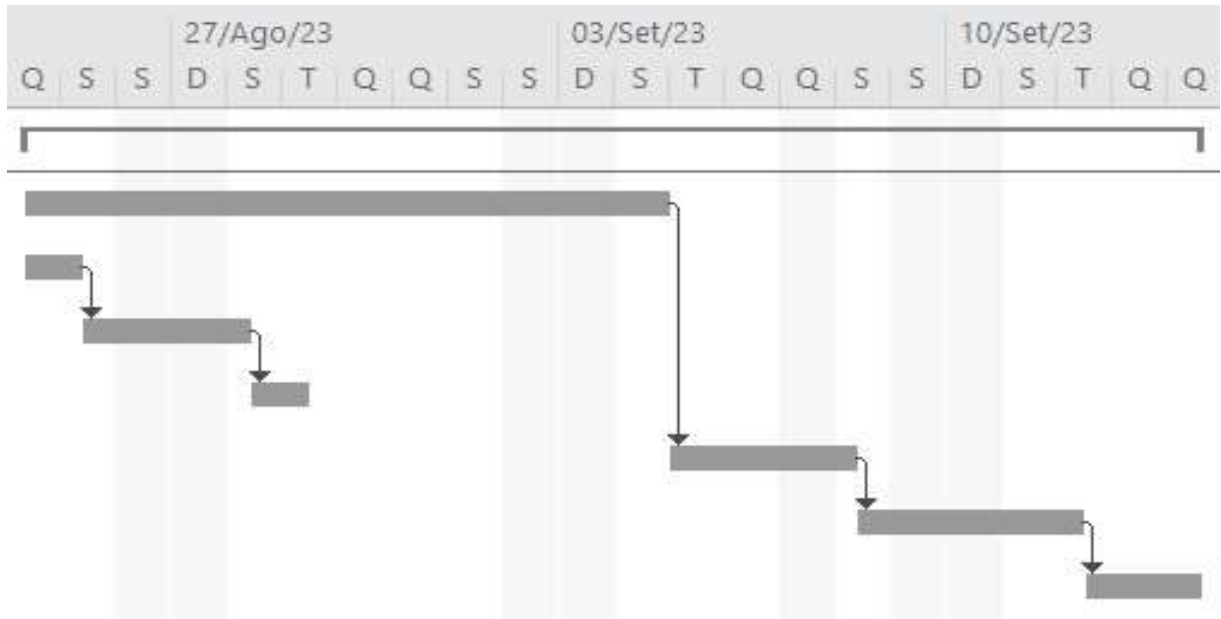 27/Ago/23 03/Set/23 10/Set/23
Q S S D S T Q Q S S D S T Q Q S S D S T Q Q